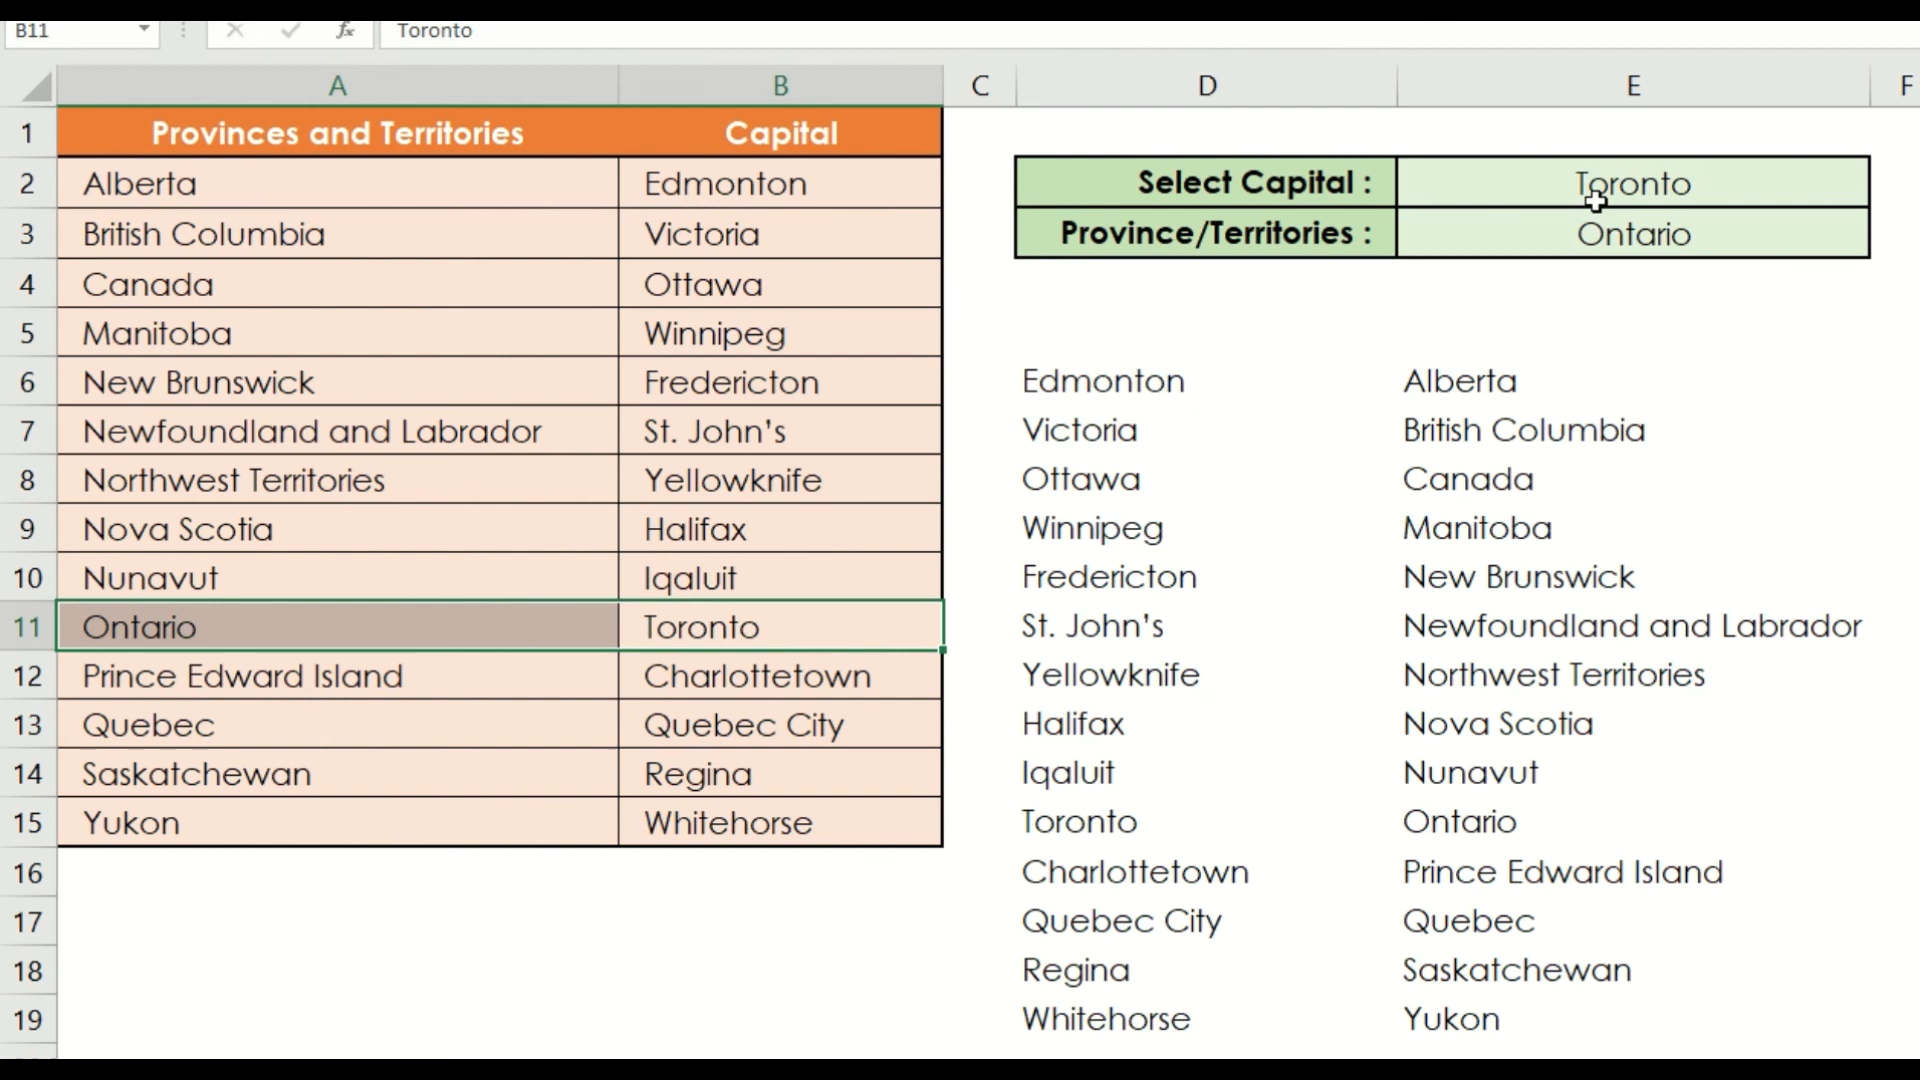 B11 fx Toronto
A B C D E F
1 Provinces and Territories Capital
2 Alberta Edmonton Select Capital : Toronto
3 British Columbia Victoria Province/Territories : Ontario
4 Canada Ottawa
5 Manitoba Winnipeg
6 New Brunswick Fredericton Edmonton Alberta
7 Newfoundland and Labrador St. John’s Victoria British Columbia
8 Northwest Territories Yellowknife Ottawa Canada
9 Nova Scotia Halifax Winnipeg Manitoba
10 Nunavut Iqaluit Fredericton New Brunswick
11 Ontario Toronto St. John’s Newfoundland and Labrador
12 Prince Edward Island Charlottetown Yellowknife Northwest Territories
13 Quebec Quebec City Halifax Nova Scotia
14 Saskatchewan Regina Iqaluit Nunavut
15 Yukon Whitehorse Toronto Ontario
16 Charlottetown Prince Edward Island
17 Quebec City Quebec
18 Regina Saskatchewan
19 Whitehorse Yukon